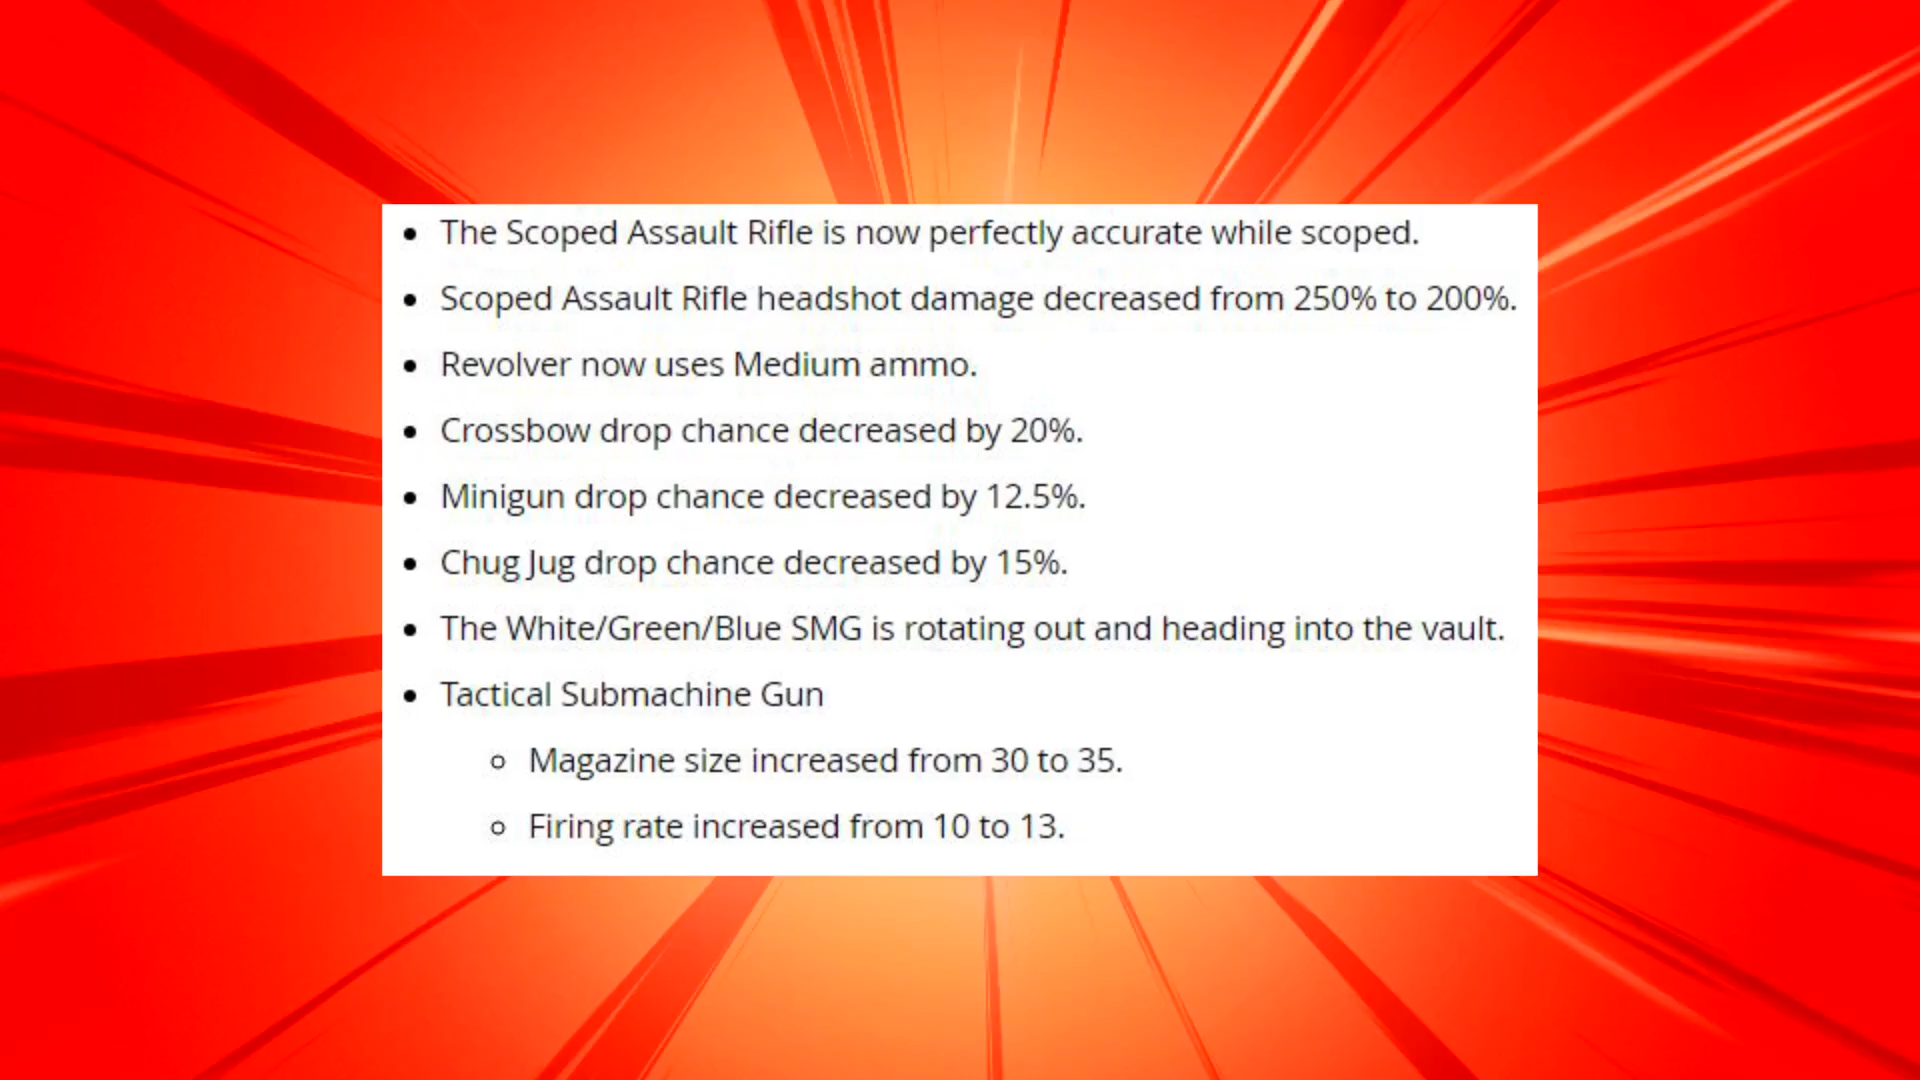 The Scoped Assault Rifle is now perfectly accurate while scoped.
Scoped Assault Rifle headshot damage decreased from 250% to 200%.
Revolver now uses Medium ammo.
Crossbow drop chance decreased by 20%.
Minigun drop chance decreased by 12.5%.
Chug Jug drop chance decreased by 15%.
The White/Green/Blue SMG is rotating out and heading into the vault.
Tactical Submachine Gun
Magazine size increased from 30 to 35.
Firing rate increased from 10 to 13.